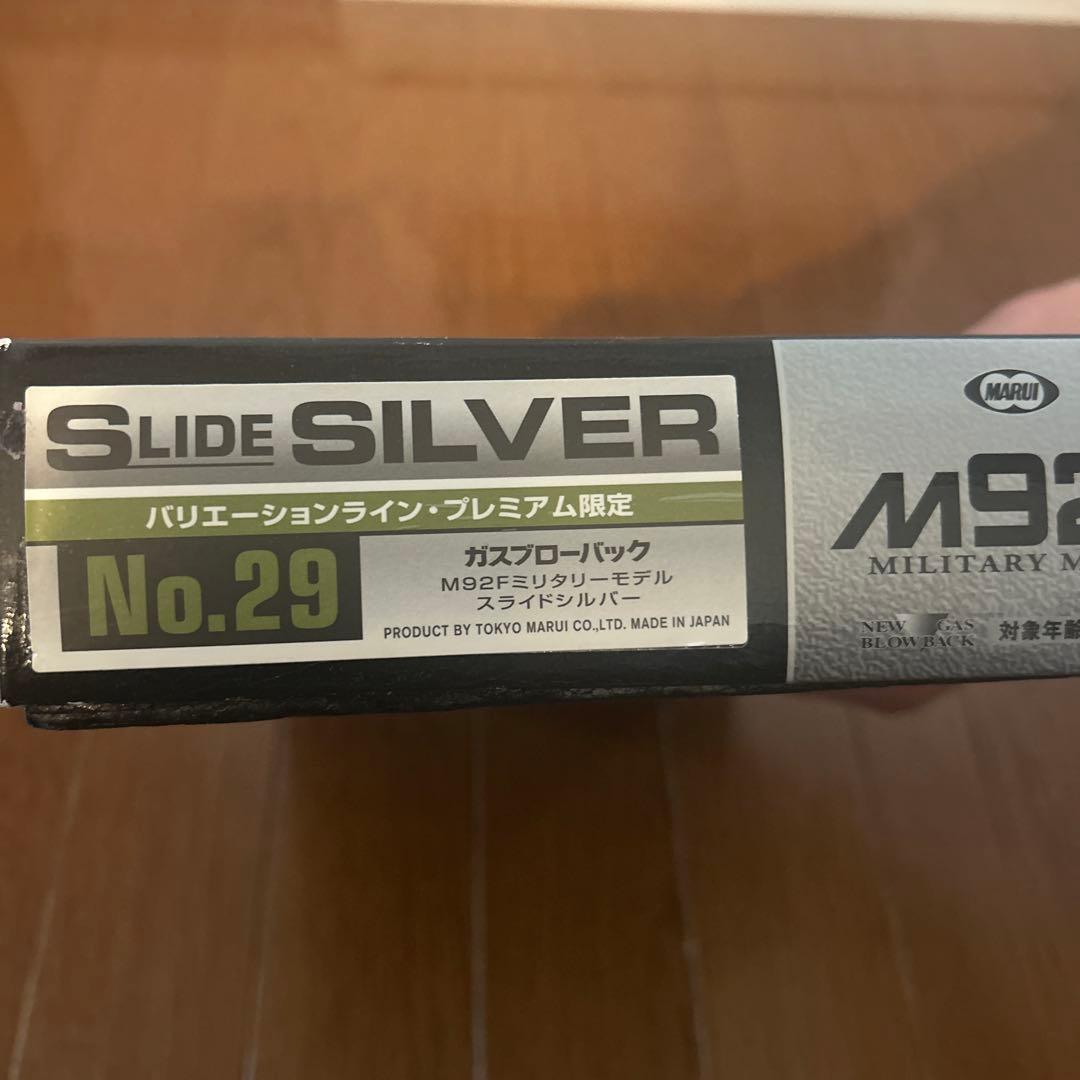 SLIDE SILVER
バリエーションライン・プレミアム限定
No.29
ガスブローバック
M92Fミリタリーモデル
スライドシルバー
PRODUCT BY TOKYO MARUI CO.,LTD. MADE IN JAPAN
MARUI
M92
MILITARY M
NEW GAS
BLOWBACK
対象年齢